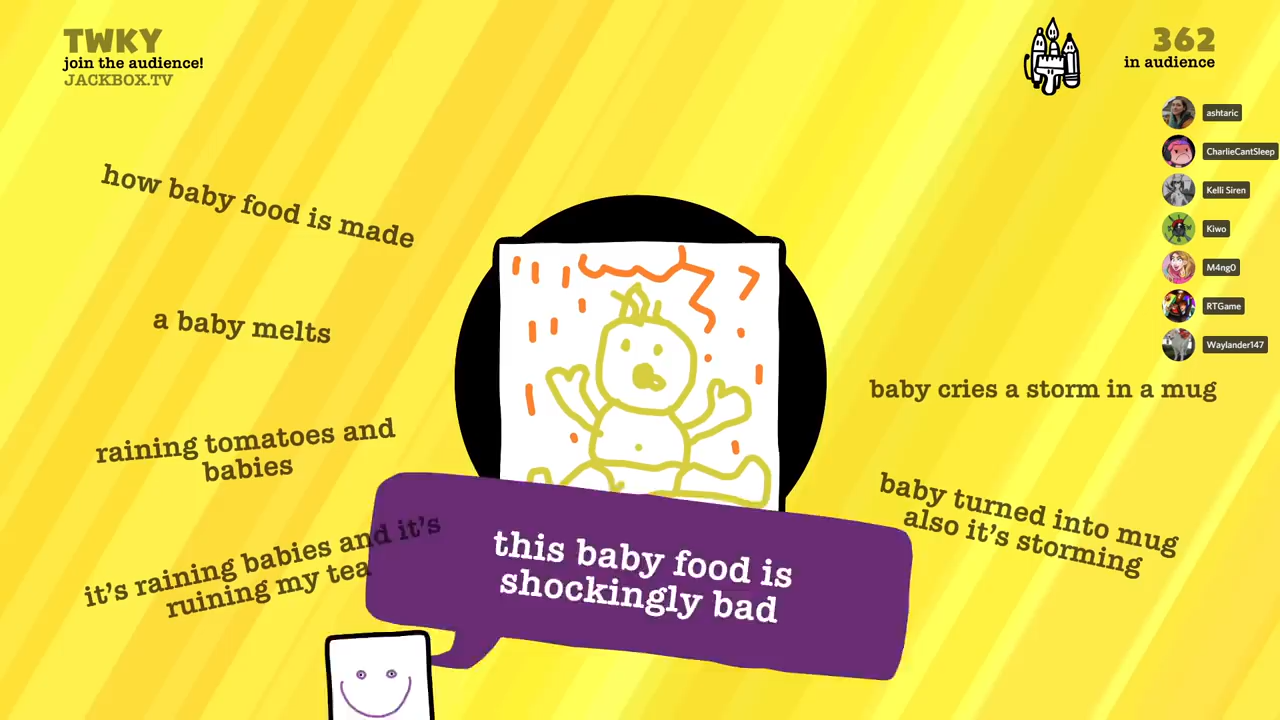 TWKY
join the audience!
JACKBOX.TV
362
in audience
ashtaric
CharlieCantSleep
Kelli Siren
Kiwo
M4ng0
RTGame
Waylander147
how baby food is made
a baby melts
raining tomatoes and
babies
it's raining babies and it's
ruining my tea
baby cries a storm in a mug
baby turned into mug
also it's storming
this baby food is
shockingly bad